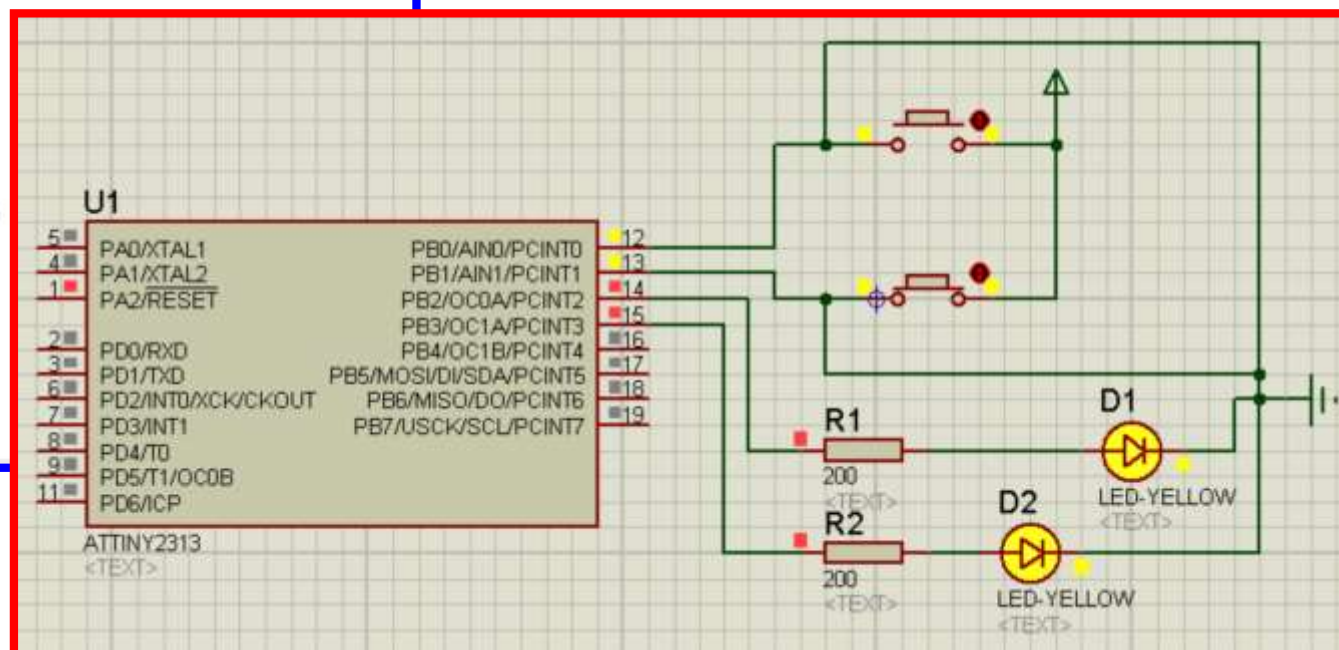 U1
5
PA0/XTAL1
4
PA1/XTAL2
1
PA2/RESET
2
PD0/RXD
3
PD1/TXD
6
PD2/INT0/XCK/CKOUT
7
PD3/INT1
8
PD4/T0
9
PD5/T1/OC0B
11
PD6/ICP
PB0/AIN0/PCINT0
12
PB1/AIN1/PCINT1
13
PB2/OC0A/PCINT2
14
PB3/OC1A/PCINT3
15
PB4/OC1B/PCINT4
16
PB5/MOSI/DI/SDA/PCINT5
17
PB6/MISO/DO/PCINT6
18
PB7/USCK/SCL/PCINT7
19
ATTINY2313
<TEXT>
R1
200
<TEXT>
D1
LED-YELLOW
<TEXT>
R2
200
<TEXT>
D2
LED-YELLOW
<TEXT>